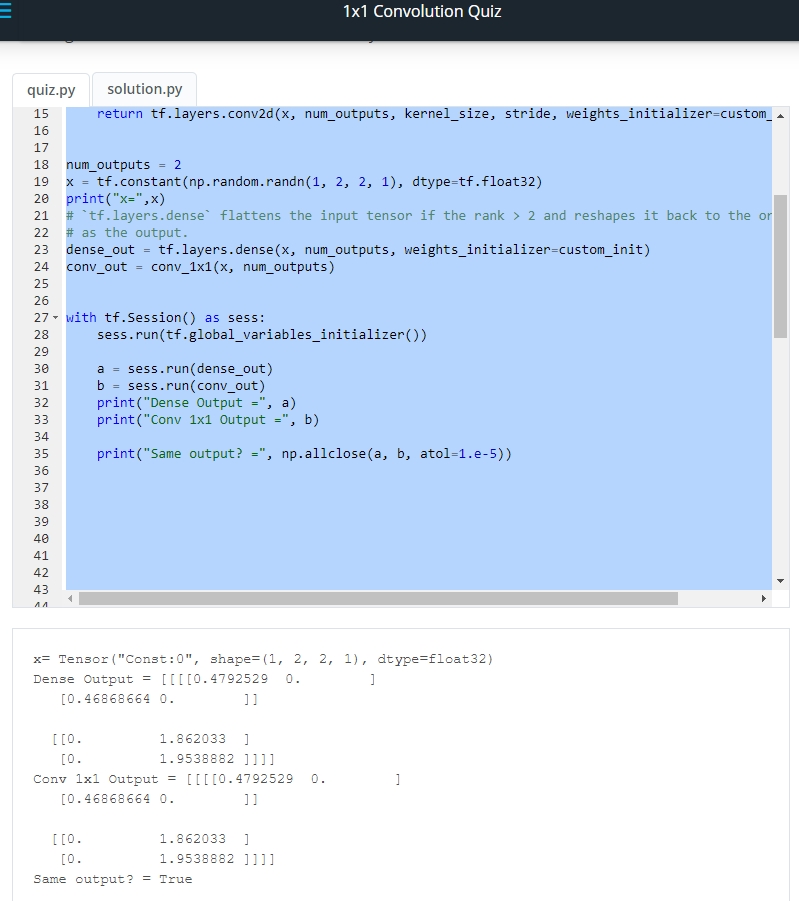 1x1 Convolution Quiz
quiz.py
solution.py
15 return tf.layers.conv2d(x, num_outputs, kernel_size, stride, weights_initializer=custom_
16
17
18 num_outputs = 2
19 x = tf.constant(np.random.randn(1, 2, 2, 1), dtype=tf.float32)
20 print("x=",x)
21 # `tf.layers.dense` flattens the input tensor if the rank > 2 and reshapes it back to the or
22 # as the output.
23 dense_out = tf.layers.dense(x, num_outputs, weights_initializer=custom_init)
24 conv_out = conv_1x1(x, num_outputs)
25
26
27 with tf.Session() as sess:
28 sess.run(tf.global_variables_initializer())
29
30 a = sess.run(dense_out)
31 b = sess.run(conv_out)
32 print("Dense Output =", a)
33 print("Conv 1x1 Output =", b)
34
35 print("Same output? =", np.allclose(a, b, atol=1.e-5))
36
37
38
39
40
41
42
43
44
x= Tensor("Const:0", shape=(1, 2, 2, 1), dtype=float32)
Dense Output = [[[[0.4792529  0.        ]
[0.46868664 0.        ]]
[[0.         1.862033  ]
[0.         1.9538882 ]]]]
Conv 1x1 Output = [[[[0.4792529  0.        ]
[0.46868664 0.        ]]
[[0.         1.862033  ]
[0.         1.9538882 ]]]]
Same output? = True